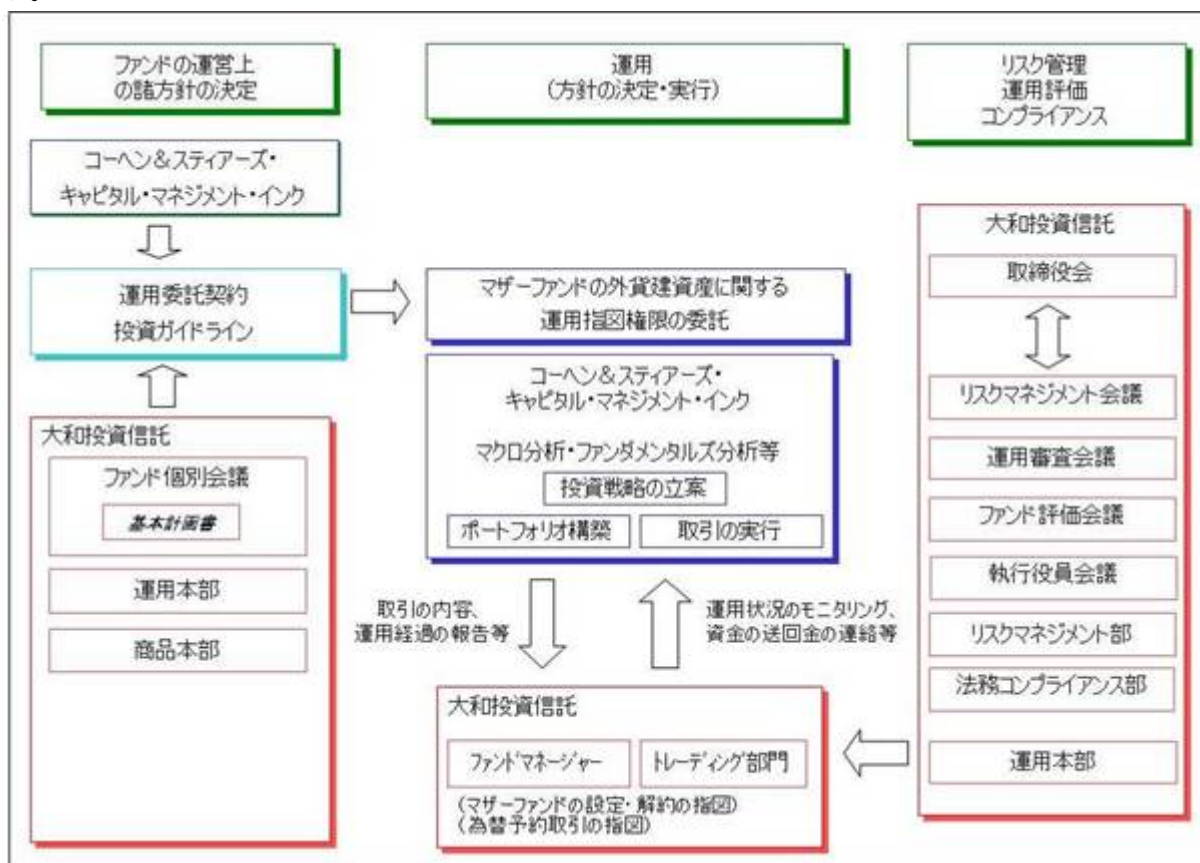 ファンドの運営上
の諸方針の決定
運用
(方針の決定・実行)
リスク管理
運用評価
コンプライアンス
コーヘン&スティアーズ・
キャピタル・マネジメント・インク
運用委託契約
投資ガイドライン
大和投資信託
ファンド個別会議
基本計画書
運用本部
商品本部
マザーファンドの外貨建資産に関する
運用指図権限の委託
コーヘン&スティアーズ・
キャピタル・マネジメント・インク
マクロ分析・ファンダメンタルズ分析等
投資戦略の立案
ポートフォリオ構築
取引の実行
取引の内容、
運用経過の報告等
運用状況のモニタリング、
資金の送回金の連絡等
大和投資信託
ファンドマネージャー
トレーディング部門
(マザーファンドの設定・解約の指図)
(為替予約取引の指図)
大和投資信託
取締役会
リスクマネジメント会議
運用審査会議
ファンド評価会議
執行役員会議
リスクマネジメント部
法務コンプライアンス部
運用本部